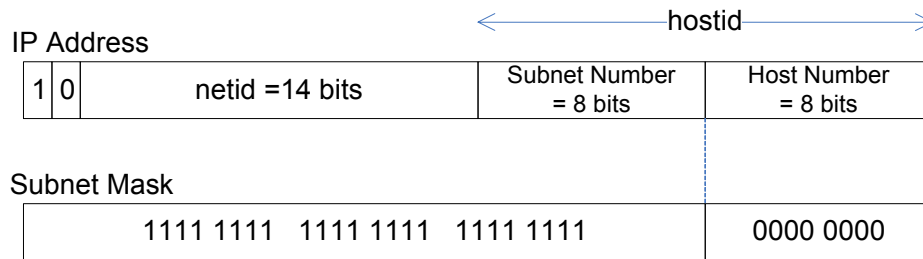 hostid
IP Address
1 0 netid =14 bits Subnet Number Host Number
= 8 bits = 8 bits
Subnet Mask
1111 1111 1111 1111 1111 1111 0000 0000